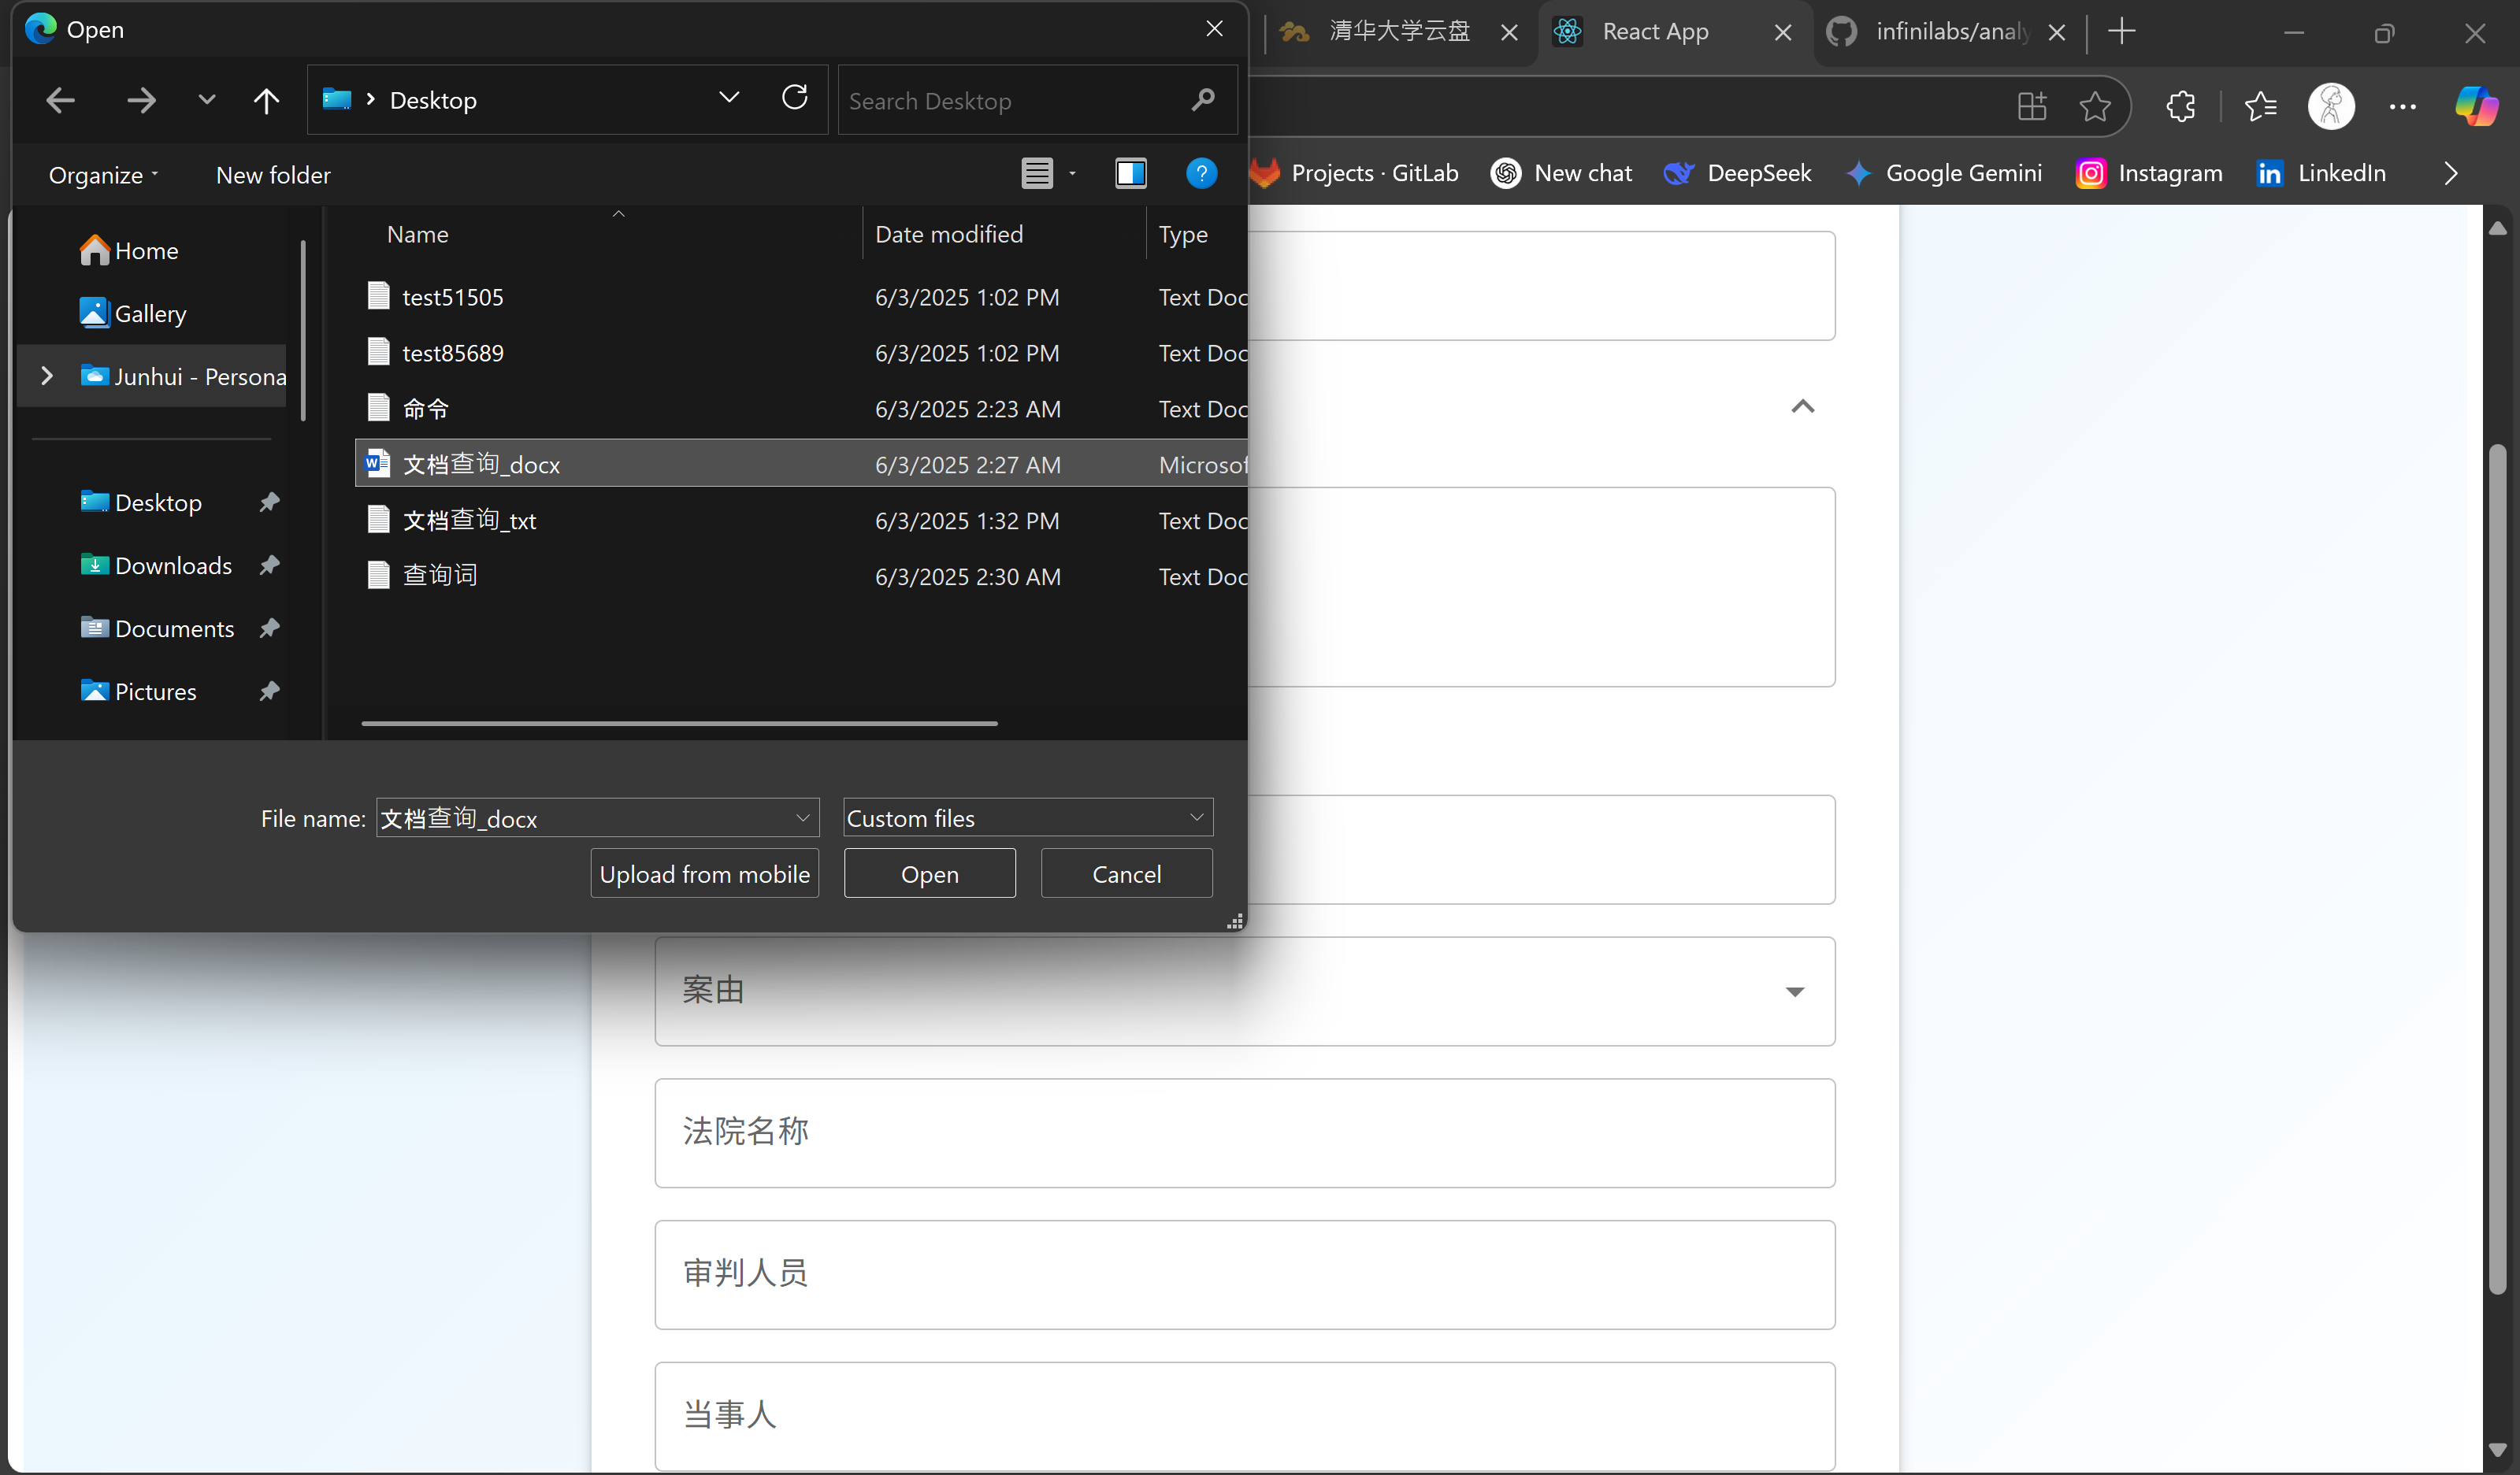 Open
清华大学云盘
React App
infinilabs/analy
Desktop
Search Desktop
Organize
New folder
Projects · GitLab
New chat
DeepSeek
Google Gemini
Instagram
LinkedIn
Home
Gallery
Junhui - Persona
Desktop
Downloads
Documents
Pictures
Name
Date modified
Type
test51505
6/3/2025 1:02 PM
Text Doc
test85689
6/3/2025 1:02 PM
Text Doc
命令
6/3/2025 2:23 AM
Text Doc
文档查询_docx
6/3/2025 2:27 AM
Microsof
文档查询_txt
6/3/2025 1:32 PM
Text Doc
查询词
6/3/2025 2:30 AM
Text Doc
File name:
文档查询_docx
Custom files
Upload from mobile
Open
Cancel
案由
法院名称
审判人员
当事人